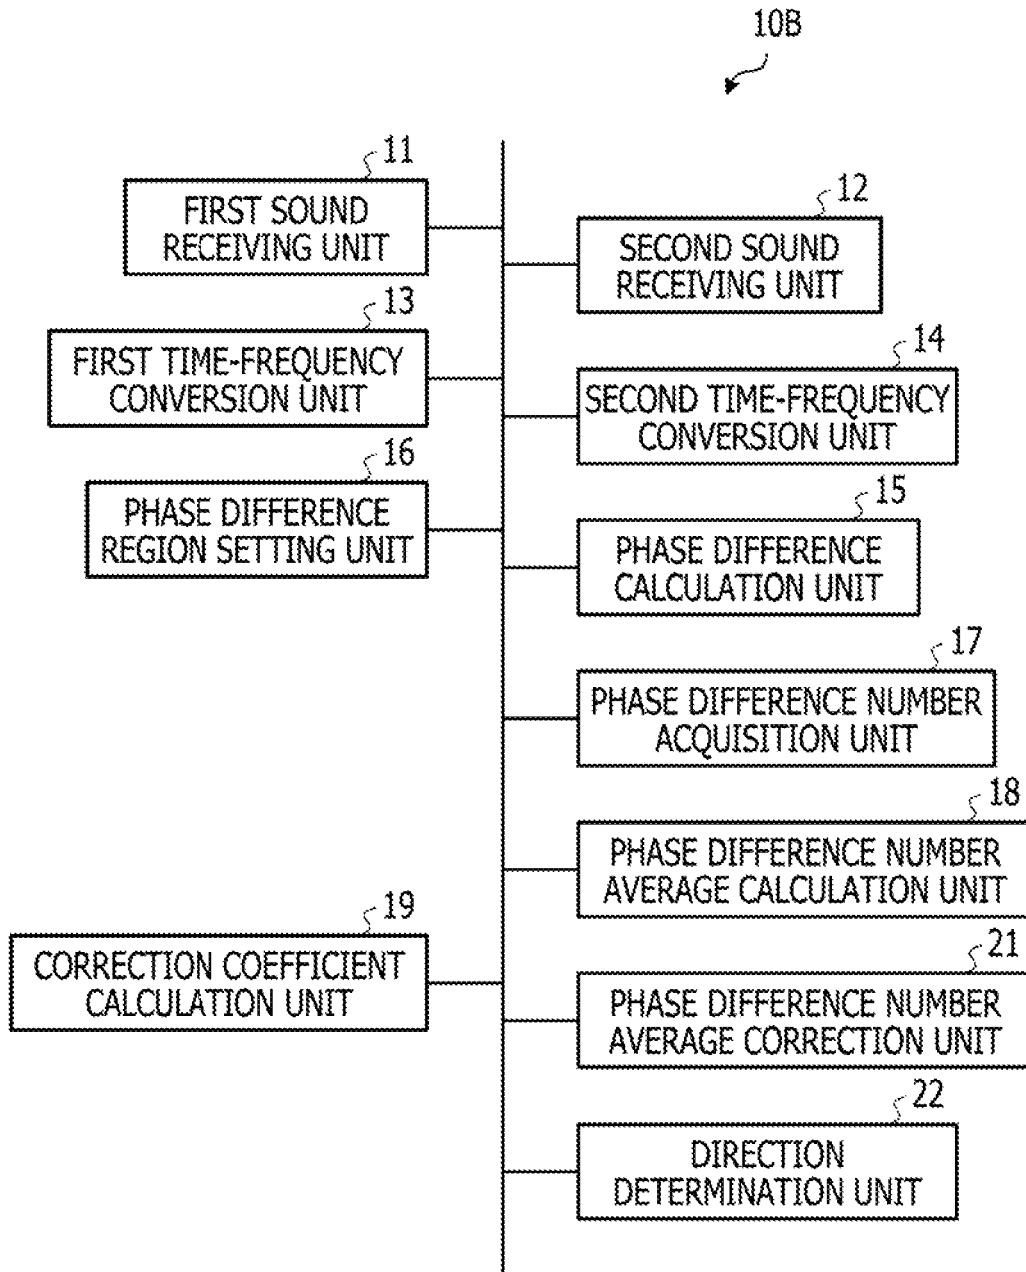 10B
11
FIRST SOUND
RECEIVING UNIT
12
SECOND SOUND
RECEIVING UNIT
13
FIRST TIME-FREQUENCY
CONVERSION UNIT
14
SECOND TIME-FREQUENCY
CONVERSION UNIT
16
PHASE DIFFERENCE
REGION SETTING UNIT
15
PHASE DIFFERENCE
CALCULATION UNIT
17
PHASE DIFFERENCE NUMBER
ACQUISITION UNIT
18
PHASE DIFFERENCE NUMBER
AVERAGE CALCULATION UNIT
19
CORRECTION COEFFICIENT
CALCULATION UNIT
21
PHASE DIFFERENCE NUMBER
AVERAGE CORRECTION UNIT
22
DIRECTION
DETERMINATION UNIT